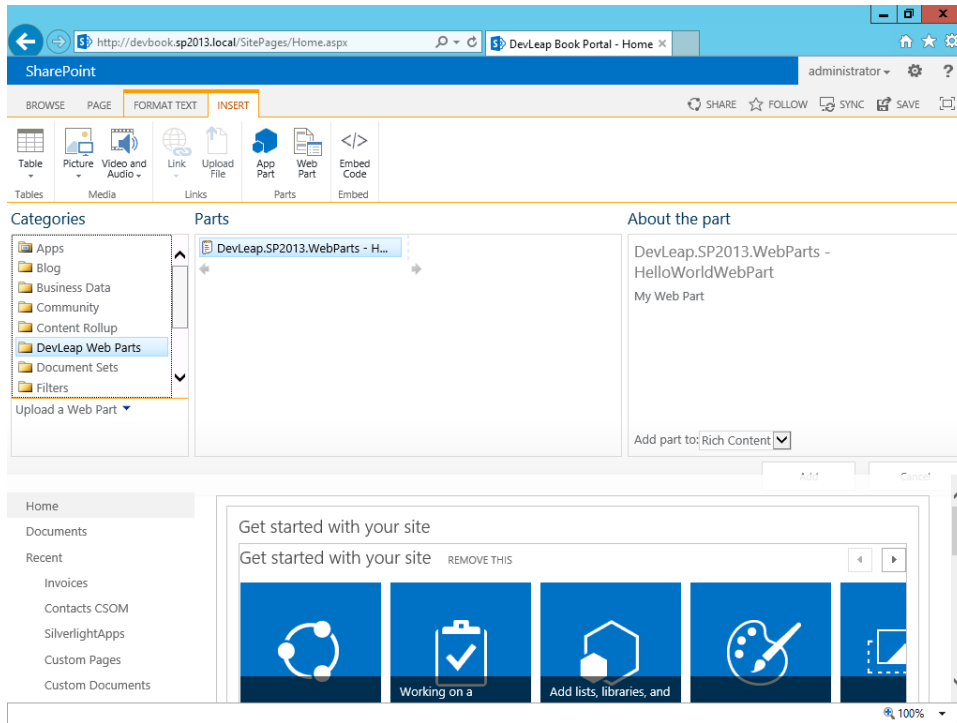 http://devbook.sp2013.local/SitePages/Home.aspx
DevLeap Book Portal - Home
SharePoint
administrator
?
BROWSE PAGE FORMAT TEXT INSERT
SHARE FOLLOW SYNC SAVE
Table Picture Video and Audio Link Upload File App Part Web Part Embed Code
Tables Media Links Parts Embed
Categories
Apps
Blog
Business Data
Community
Content Rollup
DevLeap Web Parts
Document Sets
Filters
Upload a Web Part
Parts
DevLeap.SP2013.WebParts - H...
About the part
DevLeap.SP2013.WebParts -
HelloWorldWebPart
My Web Part
Add part to: Rich Content
Add Cancel
Home
Documents
Recent
Invoices
Contacts CSOM
SilverlightApps
Custom Pages
Custom Documents
Get started with your site
Get started with your site REMOVE THIS
Working on a
Add lists, libraries, and
100%